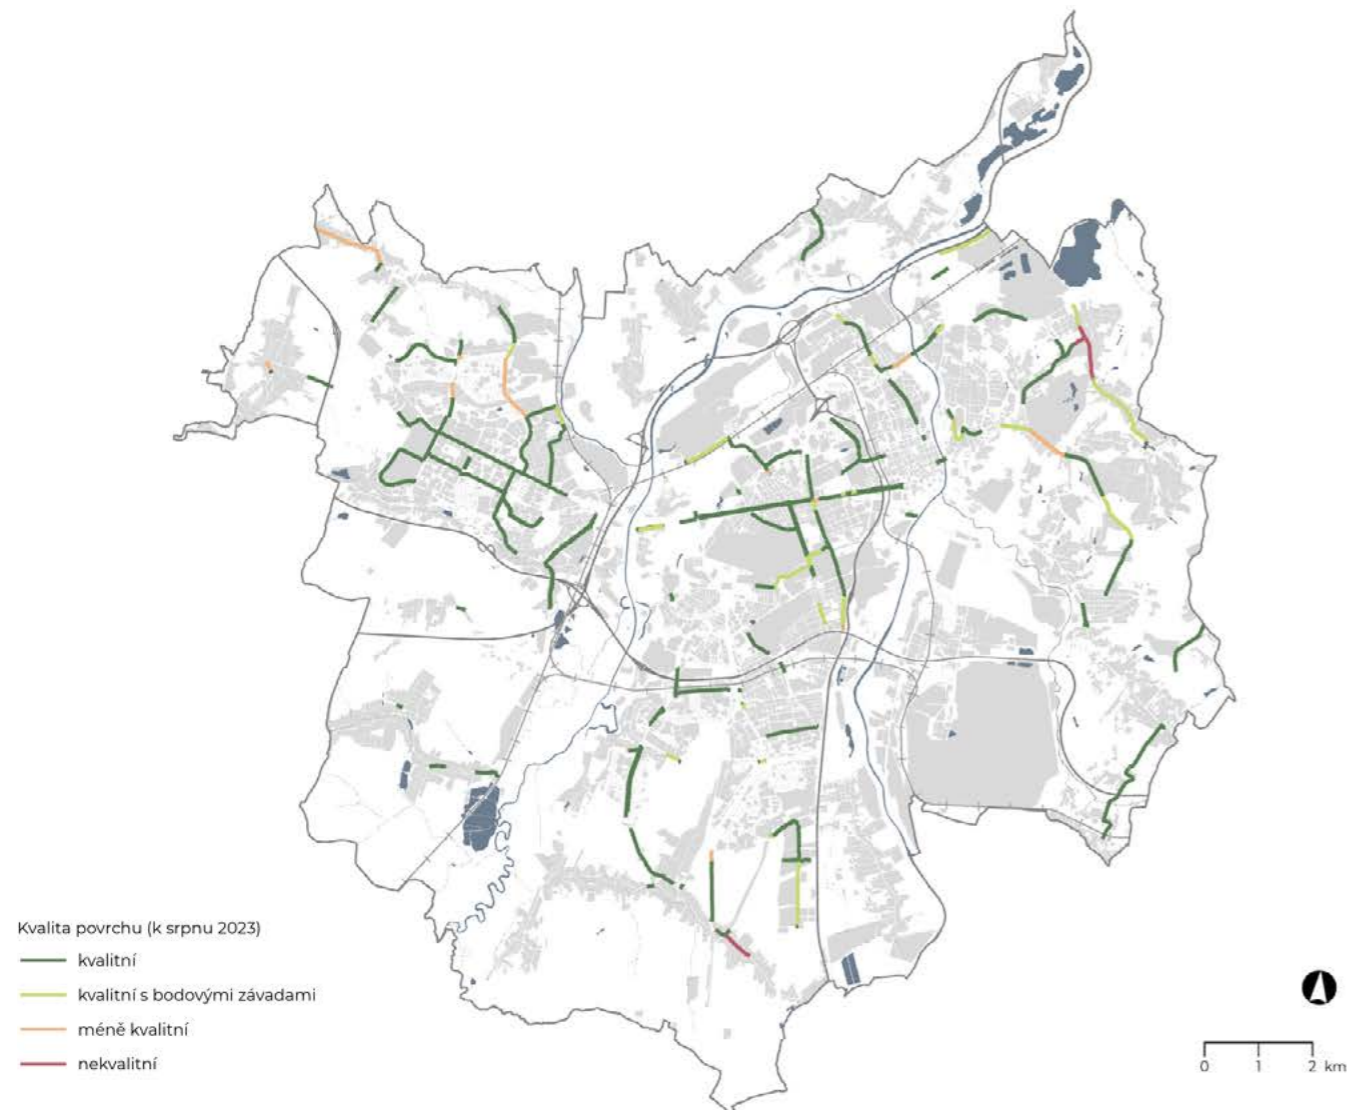 Kvalita povrchu (k srpnu 2023)
kvalitní
kvalitní s bodovými závadami
méně kvalitní
nekvalitní
0 1 2 km